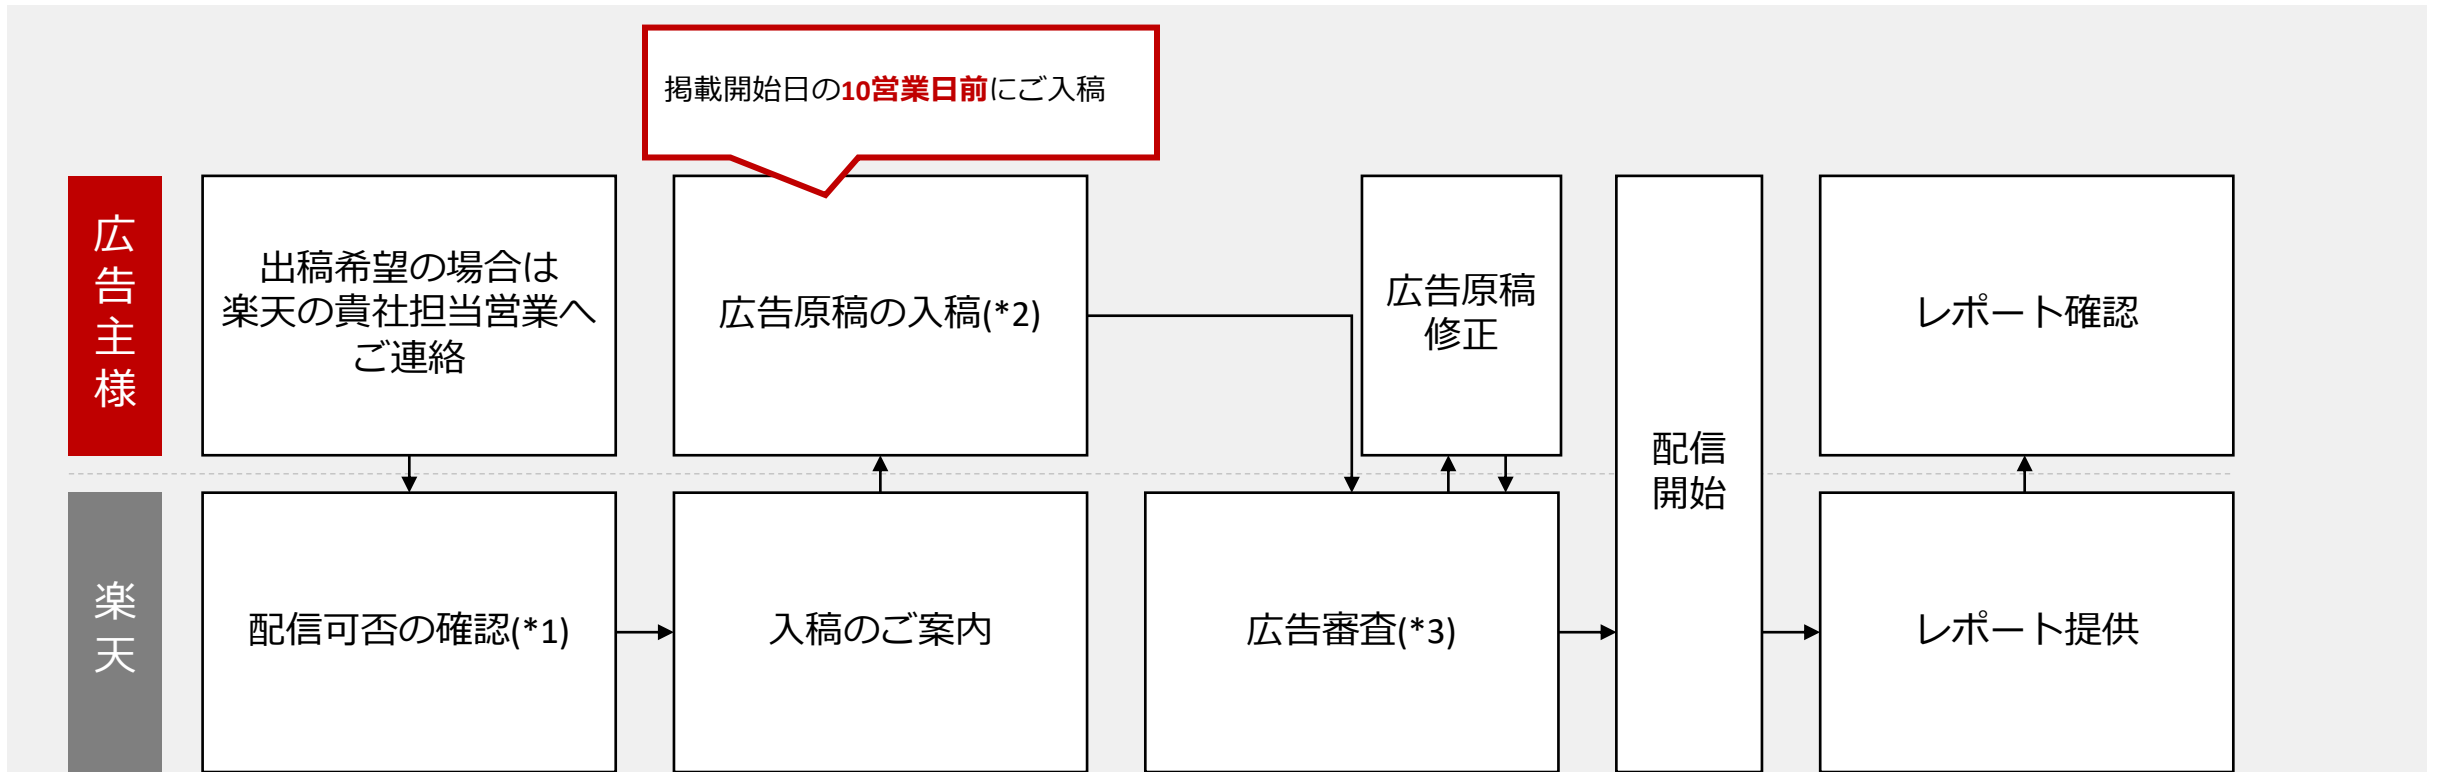 掲載開始日の10営業日前にご入稿
広告主様
出稿希望の場合は
楽天の貴社担当営業へ
ご連絡
広告原稿の入稿(*2)
広告原稿
修正
レポート確認
配信
開始
楽天
配信可否の確認(*1)
入稿のご案内
広告審査(*3)
レポート提供